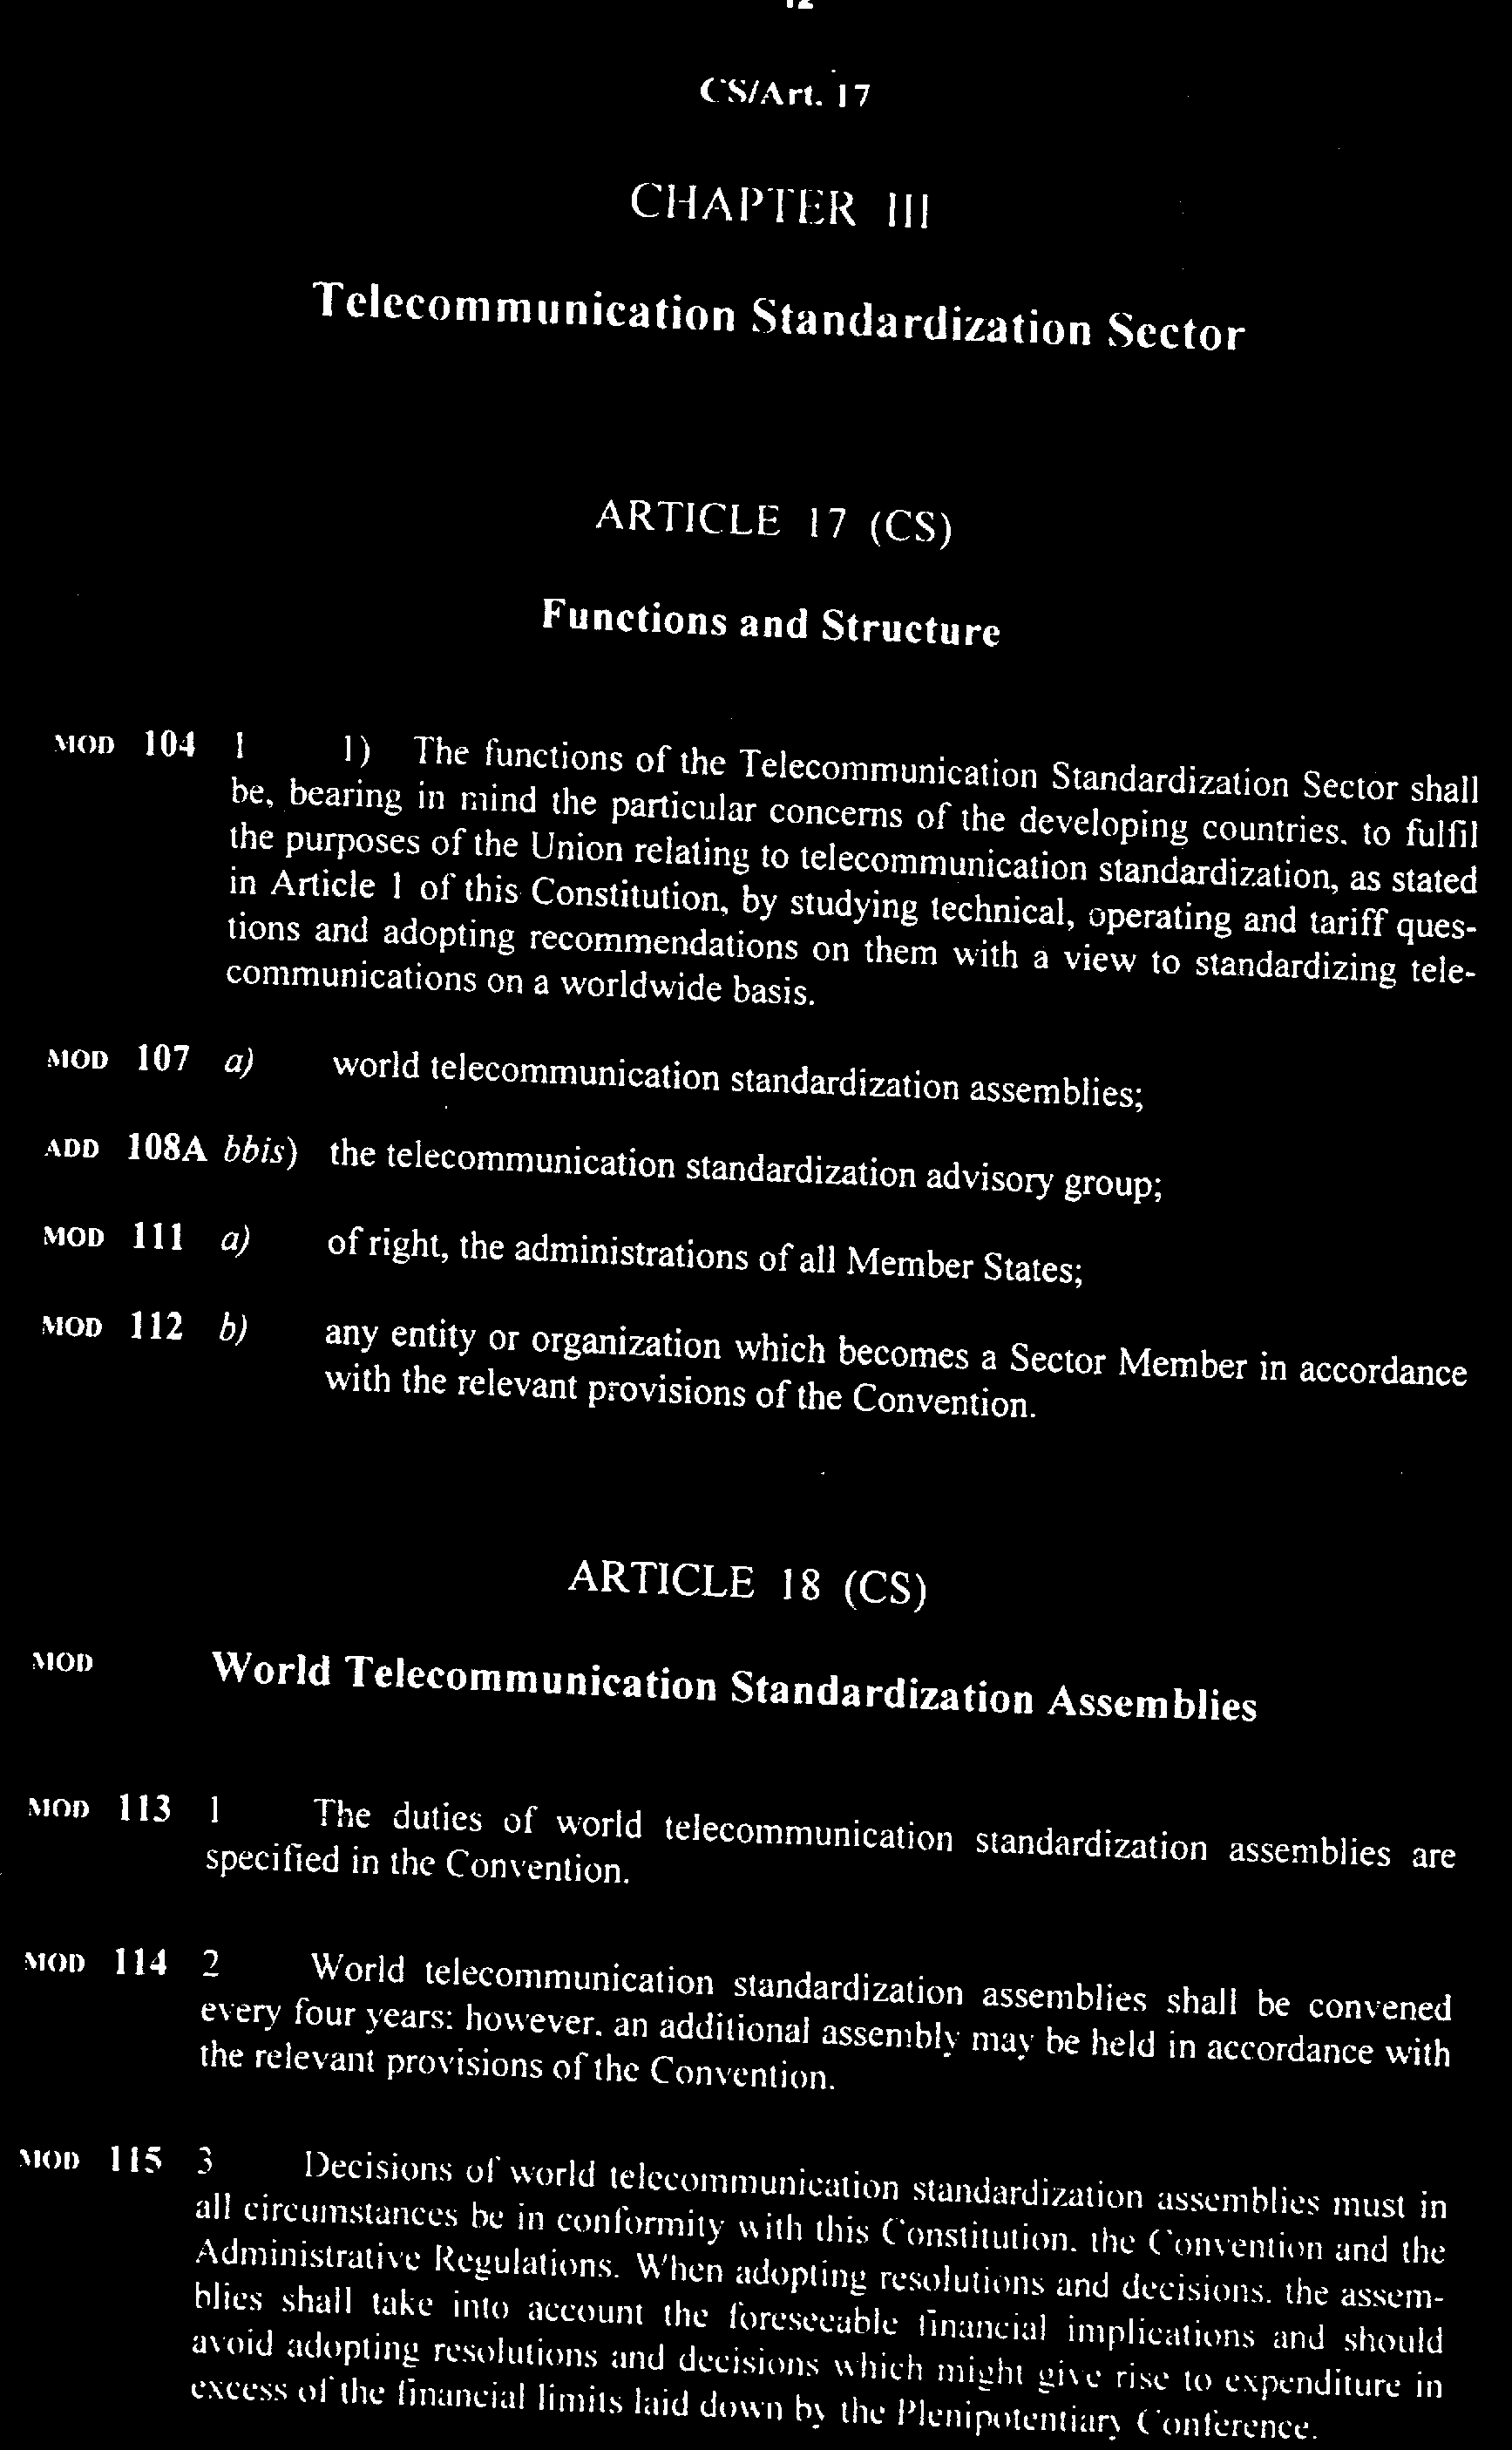 12
CS/Art. 17
CHAPTER III
Telecommunication Standardization Sector
ARTICLE 17 (CS)
Functions and Structure
MOD 104 1 1) The functions of the Telecommunication Standardization Sector shall
be, bearing in mind the particular concerns of the developing countries, to fulfil
the purposes of the Union relating to telecommunication standardization, as stated
in Article 1 of this Constitution, by studying technical, operating and tariff ques-
tions and adopting recommendations on them with a view to standardizing tele-
communications on a worldwide basis.
MOD 107 a) world telecommunication standardization assemblies;
ADD 108A bbis) the telecommunication standardization advisory group;
MOD 111 a) of right, the administrations of all Member States;
MOD 112 b) any entity or organization which becomes a Sector Member in accordance
with the relevant provisions of the Convention.
ARTICLE 18 (CS)
MOD World Telecommunication Standardization Assemblies
MOD 113 1 The duties of world telecommunication standardization assemblies are
specified in the Convention.
MOD 114 2 World telecommunication standardization assemblies shall be convened
every four years; however, an additional assembly may be held in accordance with
the relevant provisions of the Convention.
MOD 115 3 Decisions of world telecommunication standardization assemblies must in
all circumstances be in conformity with this Constitution, the Convention and the
Administrative Regulations. When adopting resolutions and decisions, the assem-
blies shall take into account the foreseeable financial implications and should
avoid adopting resolutions and decisions which might give rise to expenditure in
excess of the financial limits laid down by the Plenipotentiary Conference.